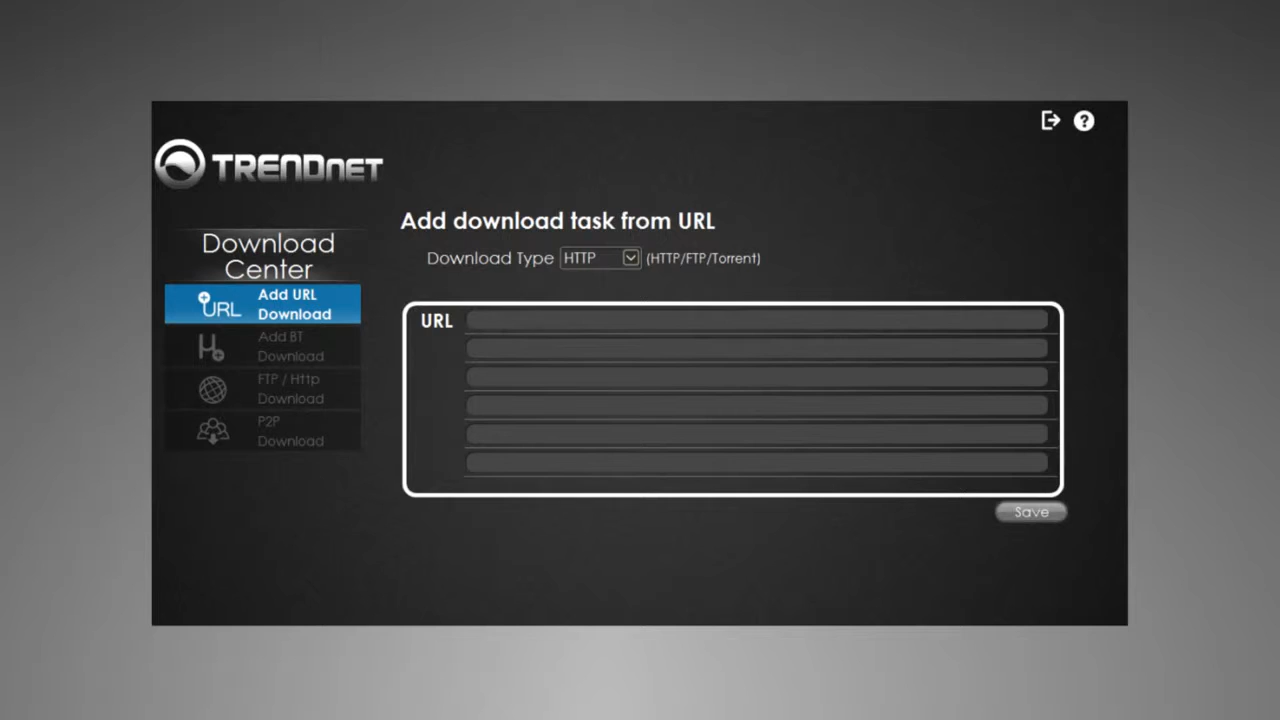 TRENDNET
Add download task from URL
Download Type HTTP (HTTP/FTP/Torrent)
Download
Center
URL Add URL
Download
Add BT
Download
FTP / Http
Download
P2P
Download
URL
Save